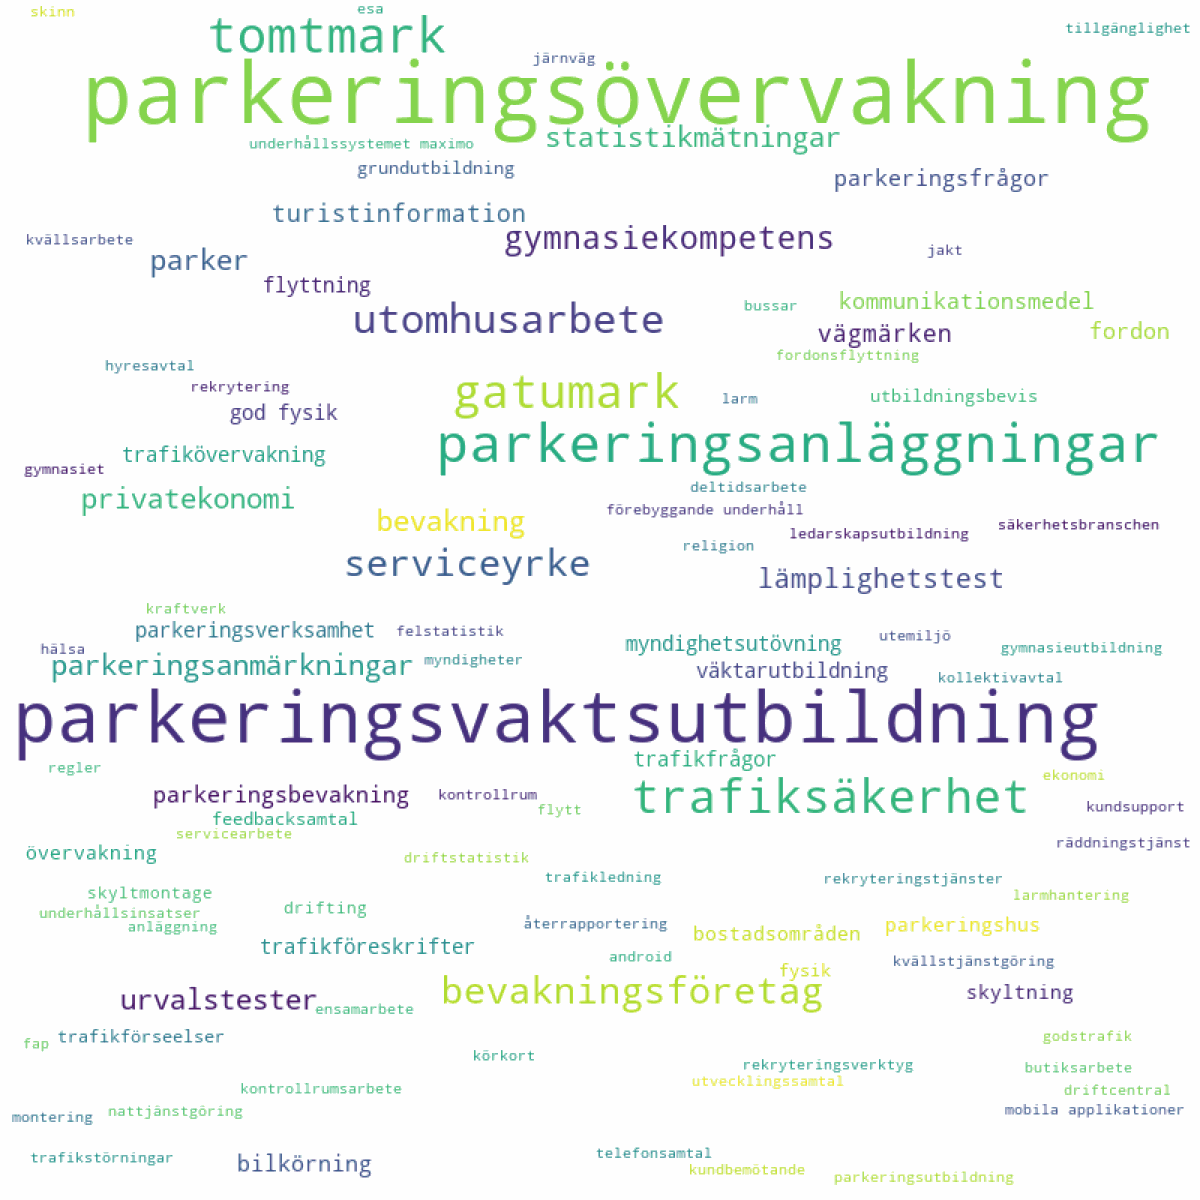 skinn
esa
tomtmark
tillgänglighet
järnväg
parkeringsövervakning
statistikmätningar
underhållssystemet maximo
grundutbildning
parkeringsfrågor
turistinformation
kvällsarbete
gymnasiekompetens
jakt
parker
flyttning
bussar
kommunikationsmedel
utomhusarbete
vägmärken
fordon
fordonsflyttning
hyresavtal
rekrytering
gatumark
larm
utbildningsbevis
god fysik
parkeringsanläggningar
trafikövervakning
gymnasiet
deltidsarbete
privatekonomi
förebyggande underhåll
bevakning
säkerhetsbranschen
ledarskapsutbildning
religion
serviceyrke
lämplighetstest
kraftverk
parkeringsverksamhet
felstatistik
utemiljö
myndighetsutövning
hälsa
gymnasieutbildning
parkeringsanmärkningar
myndigheter
väktarutbildning
kollektivavtal
parkeringsvaktsutbildning
trafikfrågor
regler
ekonomi
parkeringsbevakning
kontrollrum
trafiksäkerhet
flytt
kundsupport
feedbacksamtal
servicearbete
räddningstjänst
övervakning
driftstatistik
trafikledning
rekryteringstjänster
skyltmontage
larmhantering
drifting
underhållsinsatser
anläggning
återrapportering
parkeringshus
bostadsområden
trafikföreskrifter
android
kvällstjänstgöring
fysik
bevakningsföretag
skyltning
urvalstester
ensamarbete
trafikförseelser
godstrafik
fap
körkort
rekryteringsverktyg
butiksarbete
utvecklingssamtal
kontrollrumsarbete
driftcentral
montering
nattjänstgöring
mobila applikationer
telefonsamtal
trafikstörningar
bilkörning
kundbemötande
parkeringsutbildning